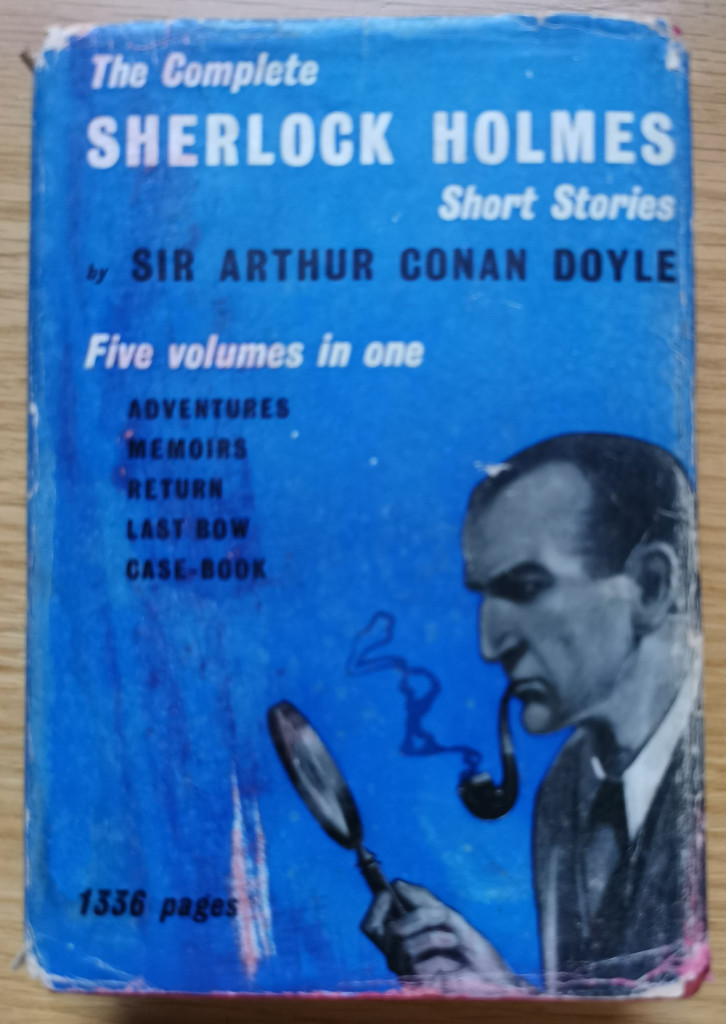 The Complete
SHERLOCK HOLMES
Short Stories
by SIR ARTHUR CONAN DOYLE
Five volumes in one
ADVENTURES
MEMOIRS
RETURN
LAST BOW
CASE-BOOK
1336 pages